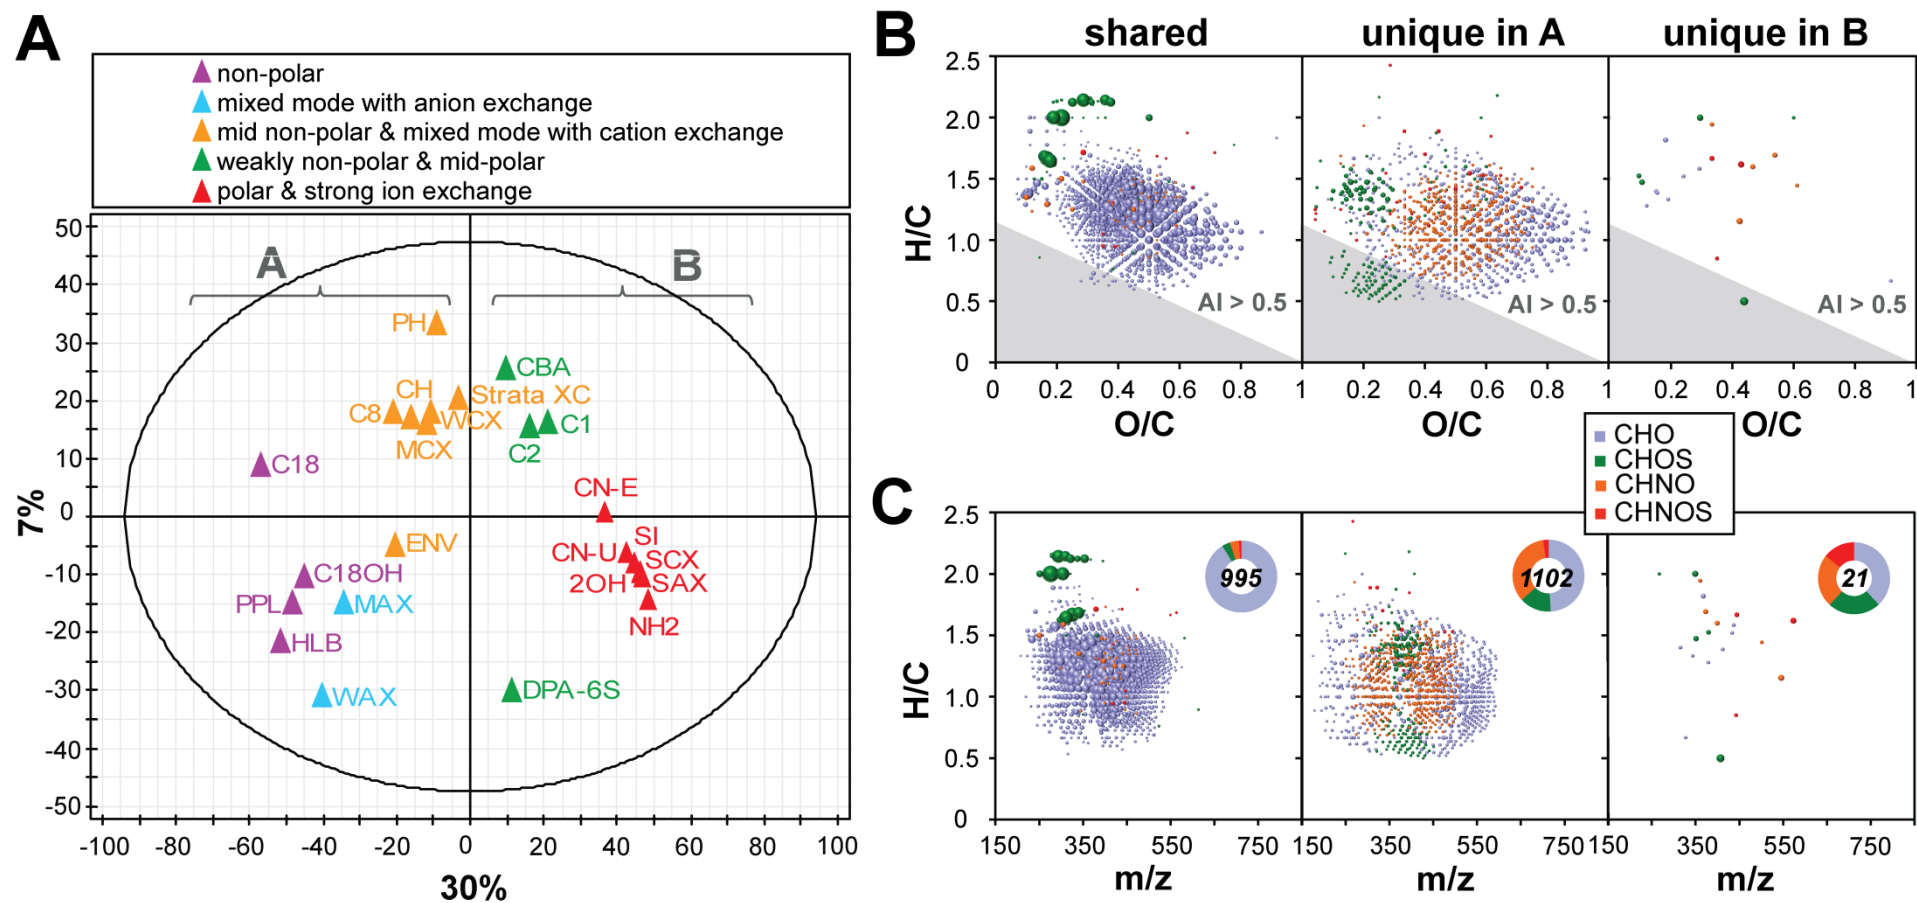 A
non-polar
mixed mode with anion exchange
mid non-polar & mixed mode with cation exchange
weakly non-polar & mid-polar
polar & strong ion exchange
50
40
30
20
10
0
-10
-20
-30
-40
-50
7%
A
B
PH
CBA
CH
Strata XC
C8
WCX
C1
MCX
C2
C18
CN-E
ENV
CN-U
SI
SCX
C18OH
2OH
SAX
PPL
MAX
NH2
HLB
WAX
DPA-6S
-100 -80 -60 -40 -20 0 20 40 60 80 100
30%
B
shared
unique in A
unique in B
2.5
2.0
1.5
1.0
0.5
0
H/C
AI > 0.5
AI > 0.5
AI > 0.5
0 0.2 0.4 0.6 0.8 1 0.2 0.4 0.6 0.8 1 0.2 0.4 0.6 0.8 1
O/C
O/C
O/C
CHO
CHOS
CHNO
CHNOS
C
2.5
2.0
1.5
1.0
0.5
0
H/C
995
1102
21
150 350 550 750 150 350 550 750 150 350 550 750
m/z
m/z
m/z